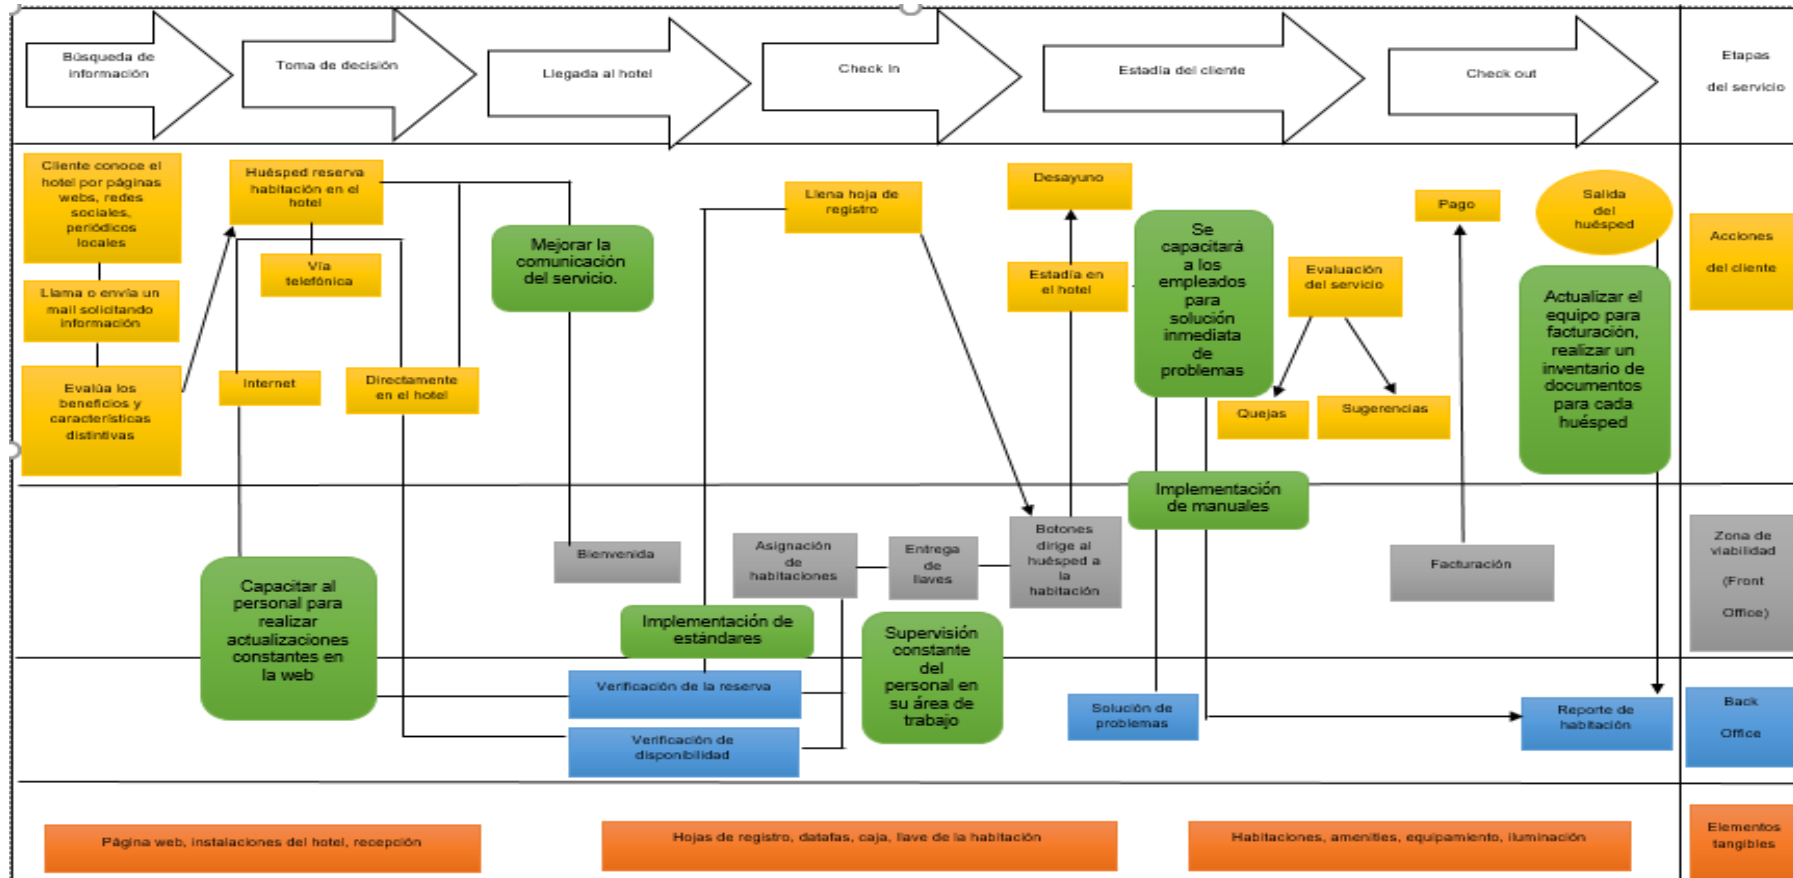 Búsqueda de
información
Toma de decisión
Llegada al hotel
Check in
Estadía del cliente
Check out
Etapas
del servicio
Cliente conoce el
hotel por páginas
webs, redes
sociales,
periódicos
locales
Llama o envía un
mail solicitando
información
Evalúa los
beneficios y
características
distintivas
Huésped reserva
habitación en el
hotel
Vía
telefónica
Internet
Directamente
en el hotel
Mejorar la
comunicación
del servicio.
Llena hoja de
registro
Desayuno
Estadía en
el hotel
Se
capacitará
a los
empleados
para
solución
inmediata
de
problemas
Evaluación
del servicio
Quejas
Sugerencias
Pago
Salida
del
huésped
Actualizar el
equipo para
facturación,
realizar un
inventario de
documentos
para cada
huésped
Acciones
del cliente
Capacitar al
personal para
realizar
actualizaciones
constantes en
la web
Bienvenida
Asignación
de
habitaciones
Entrega
de
llaves
Botones
dirige al
huésped a
la
habitación
Implementación
de manuales
Facturación
Zona de
viabilidad
(Front
Office)
Implementación de
estándares
Supervisión
constante
del
personal en
su área de
trabajo
Verificación de la reserva
Verificación de
disponibilidad
Solución de
problemas
Reporte de
habitación
Back
Office
Página web, instalaciones del hotel, recepción
Hojas de registro, datafas, caja, llave de la habitación
Habitaciones, amenities, equipamiento, iluminación
Elementos
tangibles